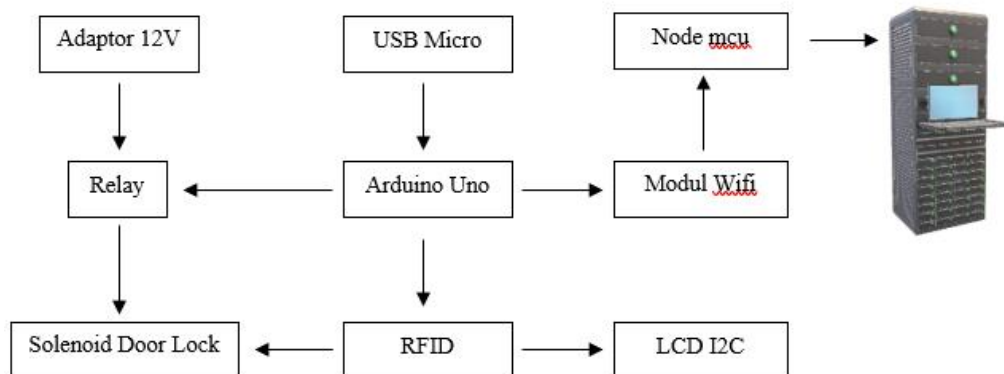 Adaptor 12V
USB Micro
Node mcu
Relay
Arduino Uno
Modul Wifi
Solenoid Door Lock
RFID
LCD I2C